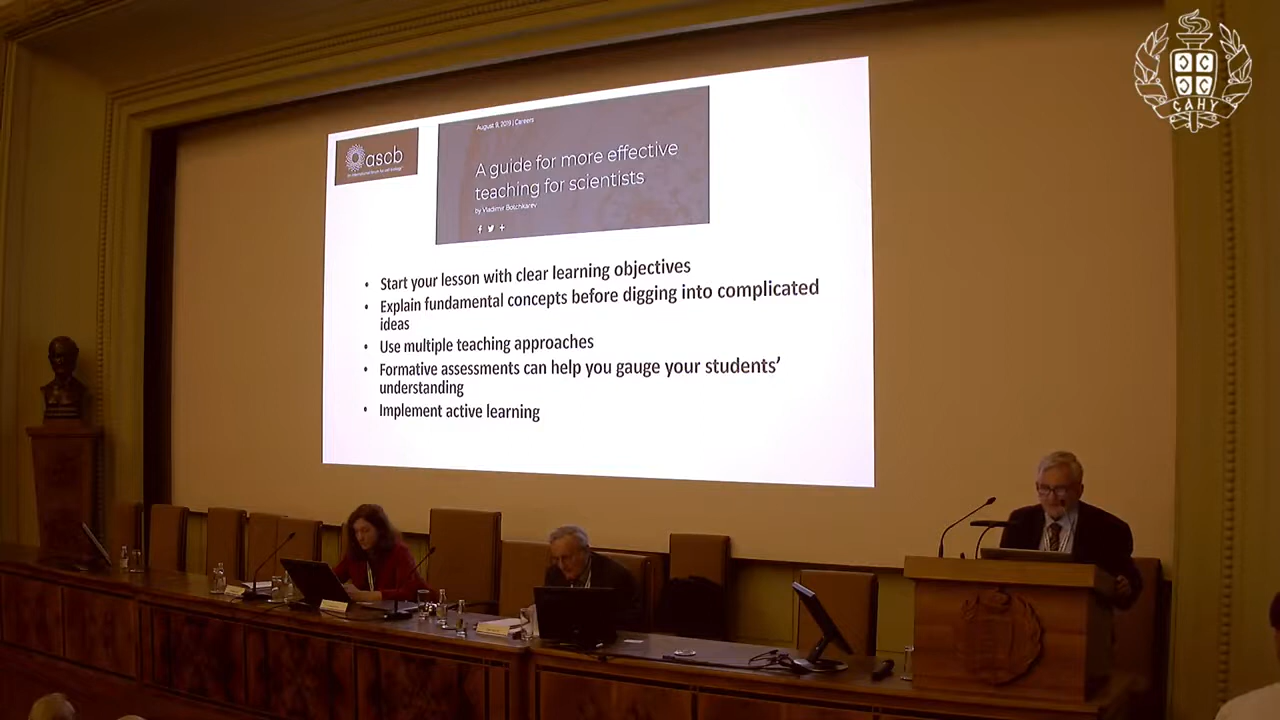 ascb
August 9, 2019 | Careers
A guide for more effective
teaching for scientists
by Vladimir Botchkarev
• Start your lesson with clear learning objectives
• Explain fundamental concepts before digging into complicated
ideas
• Use multiple teaching approaches
• Formative assessments can help you gauge your students’
understanding
• Implement active learning
САНУ